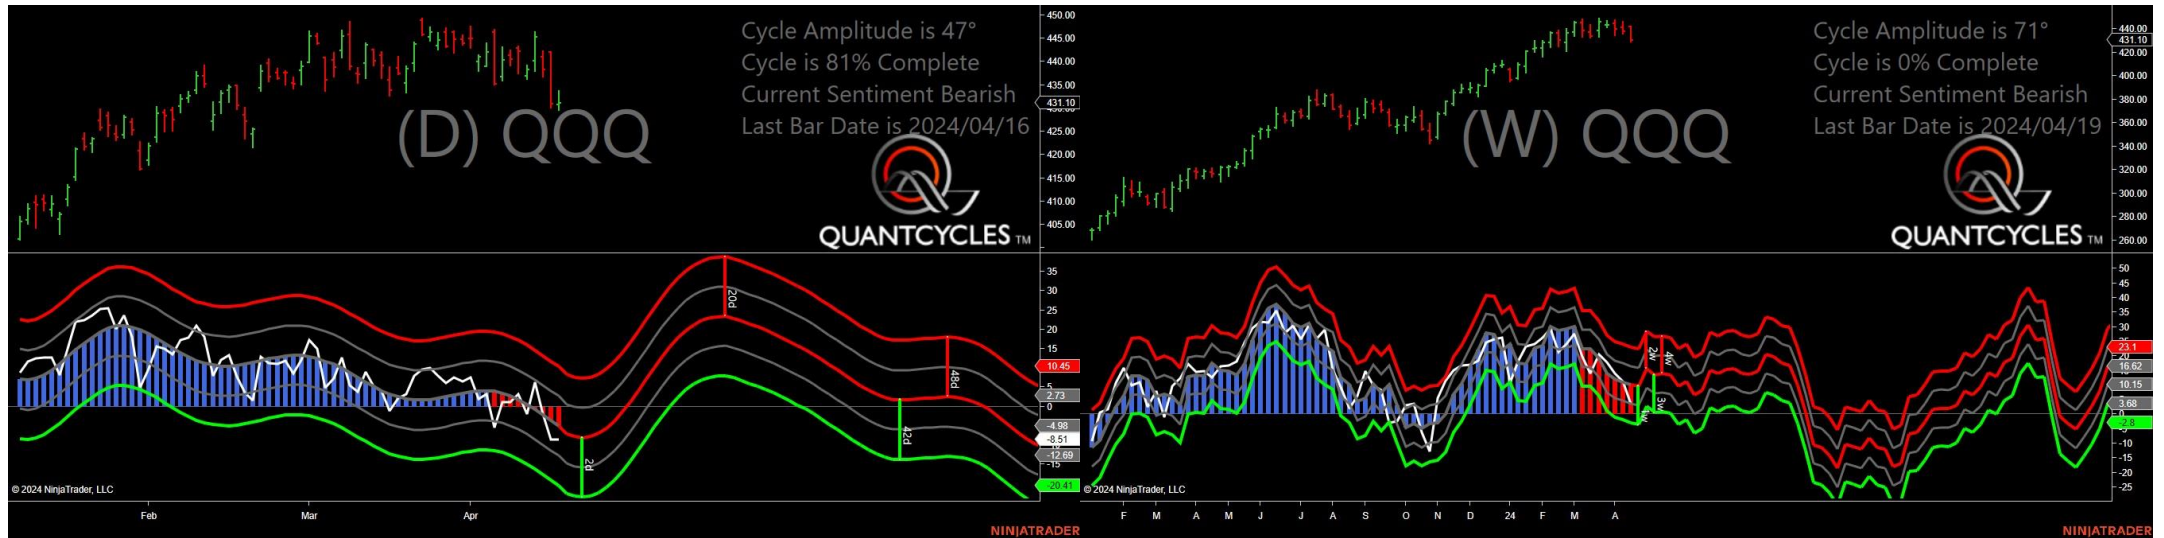 Cycle Amplitude is 47°
Cycle is 81% Complete
Current Sentiment Bearish
Last Bar Date is 2024/04/16
(D) QQQ
QUANTCYCLES TM
450.00
445.00
440.00
435.00
431.10
425.00
420.00
415.00
410.00
405.00
35
30
25
20
15
10.45
5
2.73
0
-4.98
-8.51
-12.69
-15
-20.41
20d
48d
42d
2d
© 2024 NinjaTrader, LLC
Feb
Mar
Apr
NINJATRADER
Cycle Amplitude is 71°
Cycle is 0% Complete
Current Sentiment Bearish
Last Bar Date is 2024/04/19
(W) QQQ
QUANTCYCLES TM
440.00
431.10
420.00
400.00
380.00
360.00
340.00
320.00
300.00
280.00
260.00
50
45
40
35
30
23.1
20
16.62
10.15
3.68
0
-2.8
-10
-15
-20
-25
2w
4w
3w
1w
© 2024 NinjaTrader, LLC
F
M
A
M
J
J
A
S
O
N
D
24
F
M
A
NINJATRADER